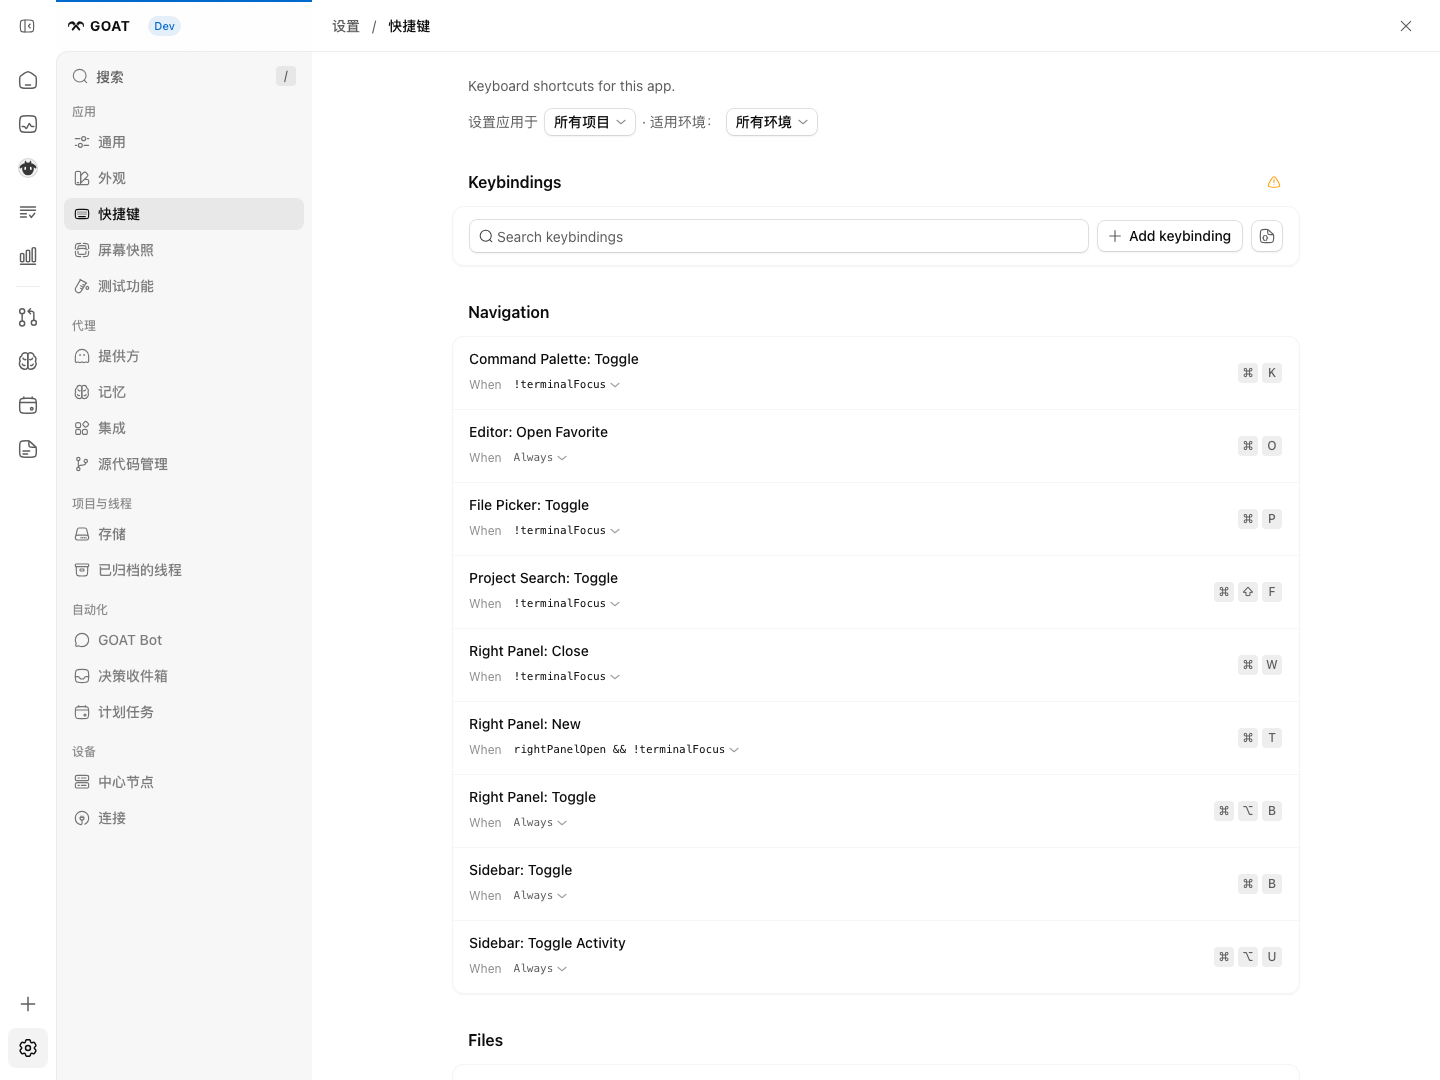 GOAT Dev
设置 / 快捷键
搜索 /
应用
通用
外观
快捷键
屏幕快照
测试功能
代理
提供方
记忆
集成
源代码管理
项目与线程
存储
已归档的线程
自动化
GOAT Bot
决策收件箱
计划任务
设备
中心节点
连接
Keyboard shortcuts for this app.
设置应用于 所有项目 · 适用环境： 所有环境
Keybindings
Search keybindings Add keybinding
Navigation
Command Palette: Toggle
When !terminalFocus ⌘ K
Editor: Open Favorite
When Always ⌘ O
File Picker: Toggle
When !terminalFocus ⌘ P
Project Search: Toggle
When !terminalFocus ⌘ ⇧ F
Right Panel: Close
When !terminalFocus ⌘ W
Right Panel: New
When rightPanelOpen && !terminalFocus ⌘ T
Right Panel: Toggle
When Always ⌘ ⌥ B
Sidebar: Toggle
When Always ⌘ B
Sidebar: Toggle Activity
When Always ⌘ ⌥ U
Files